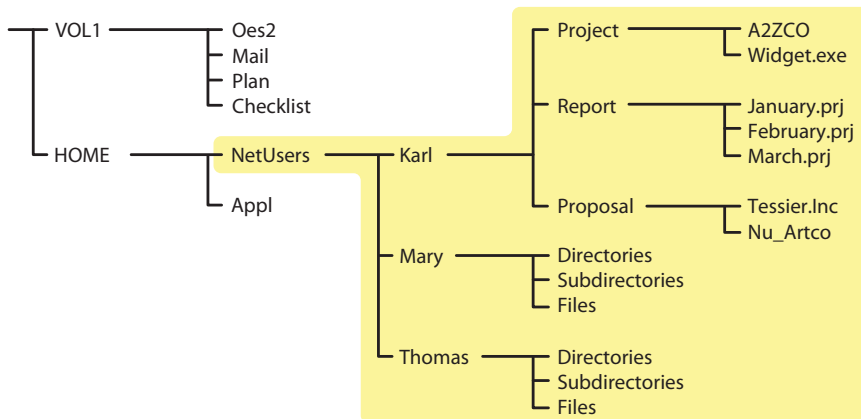 VOL1 Oes2 Project A2ZCO
Mail Widget.exe
Plan
Checklist Report January.prj
February.prj
HOME NetUsers Karl March.prj
Appl Proposal Tessier.Inc
Nu_Artco
Mary Directories
Subdirectories
Files
Thomas Directories
Subdirectories
Files